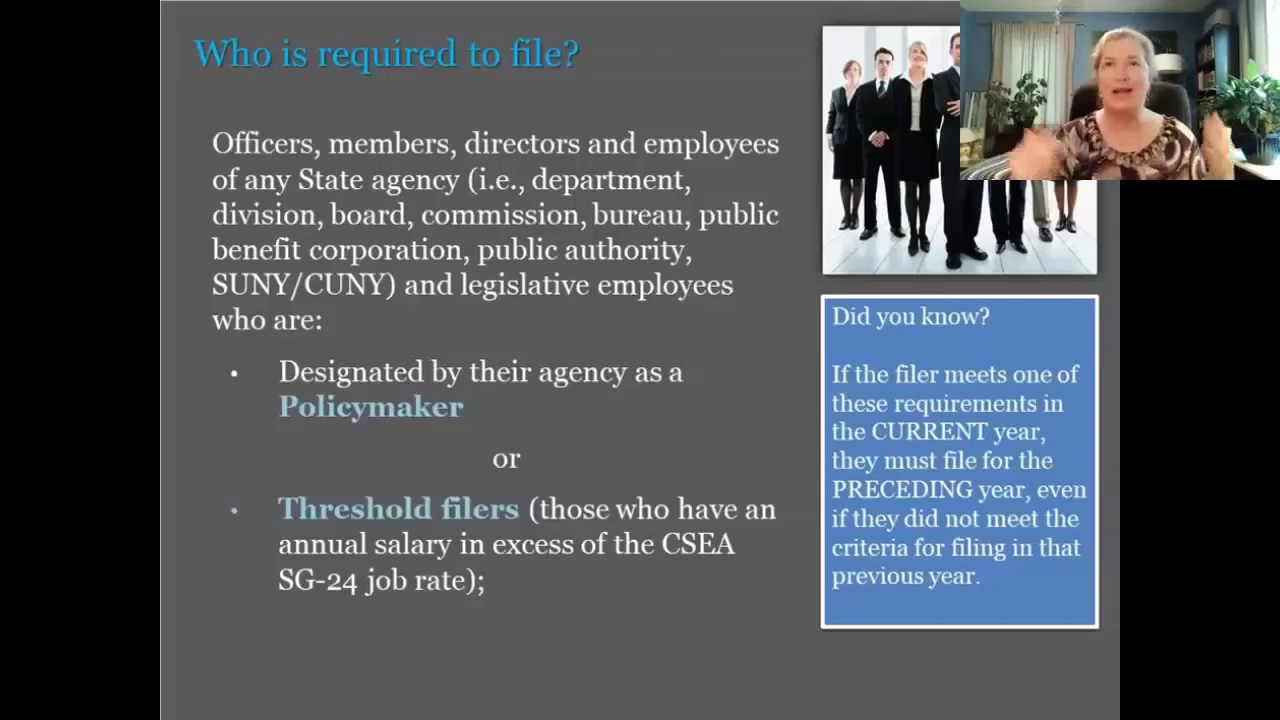 Who is required to file?
Officers, members, directors and employees
of any State agency (i.e., department,
division, board, commission, bureau, public
benefit corporation, public authority,
SUNY/CUNY) and legislative employees
who are:
• Designated by their agency as a
Policymaker
or
• Threshold filers (those who have an
annual salary in excess of the CSEA
SG-24 job rate);
Did you know?
If the filer meets one of
these requirements in
the CURRENT year,
they must file for the
PRECEDING year, even
if they did not meet the
criteria for filing in that
previous year.